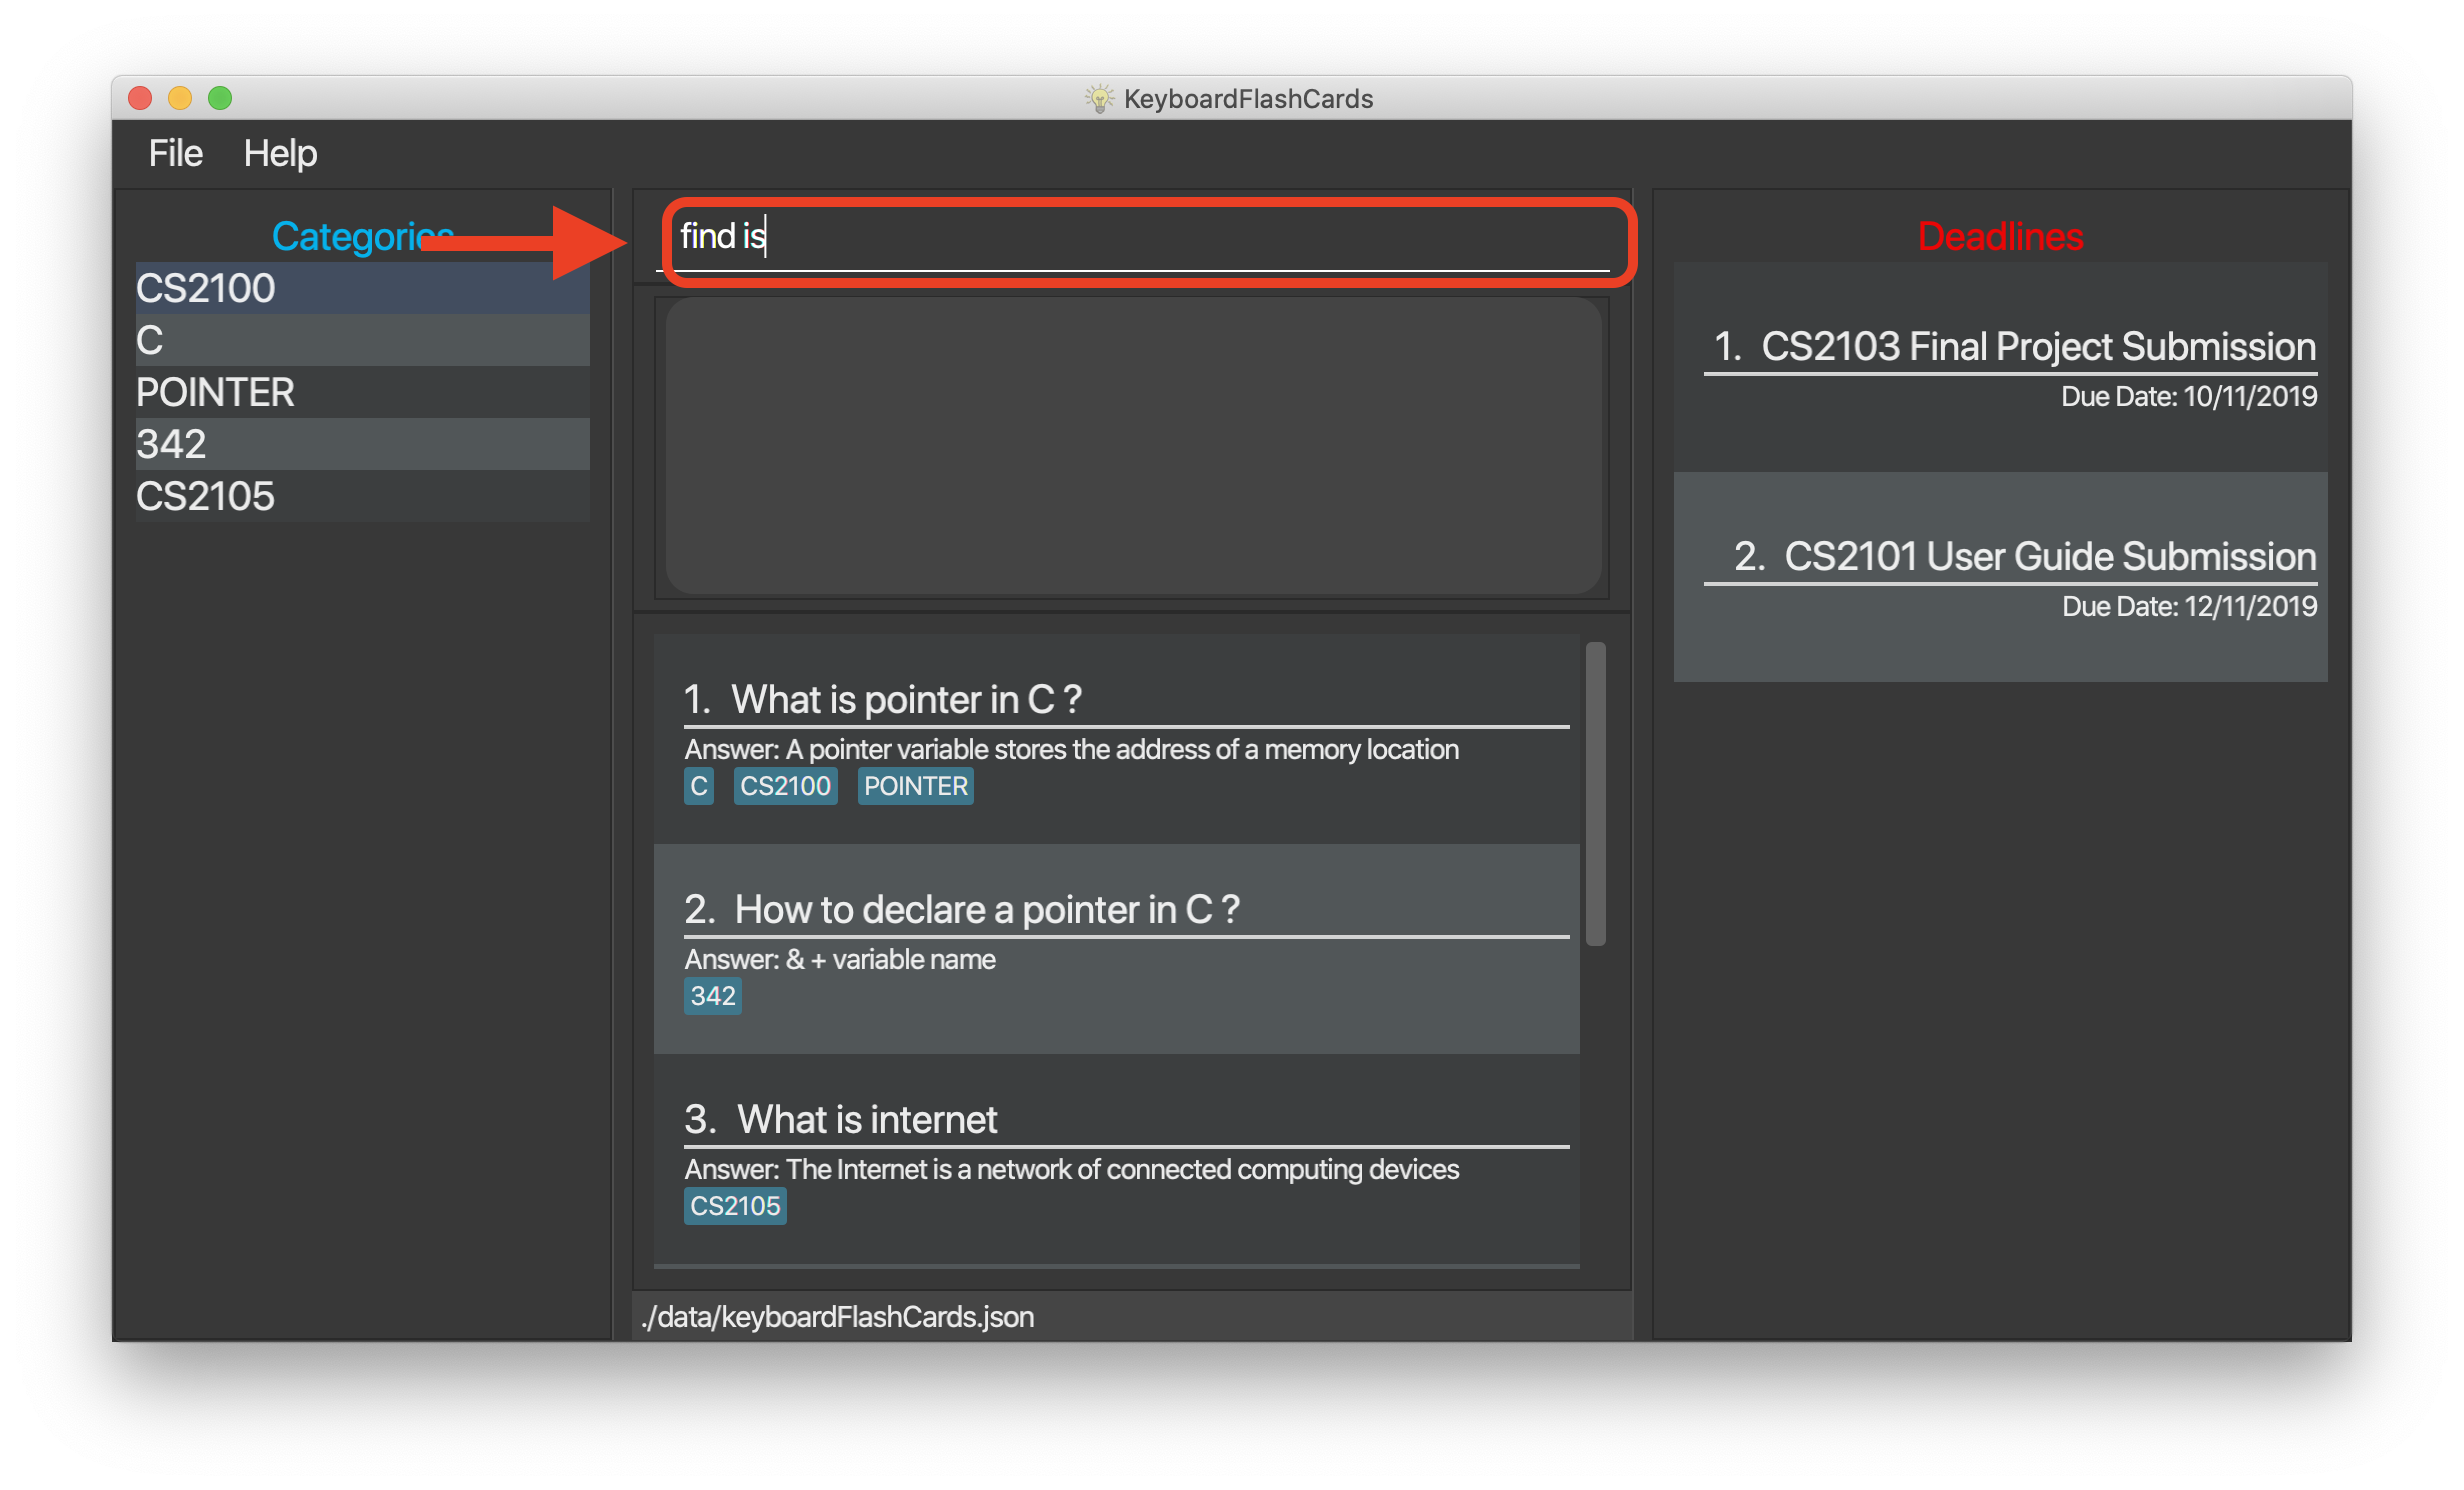 KeyboardFlashCards
File Help
Categories
CS2100
C
POINTER
342
CS2105
find is
1. What is pointer in C ?
Answer: A pointer variable stores the address of a memory location
C CS2100 POINTER
2. How to declare a pointer in C ?
Answer: & + variable name
342
3. What is internet
Answer: The Internet is a network of connected computing devices
CS2105
./data/keyboardFlashCards.json
Deadlines
1. CS2103 Final Project Submission
Due Date: 10/11/2019
2. CS2101 User Guide Submission
Due Date: 12/11/2019